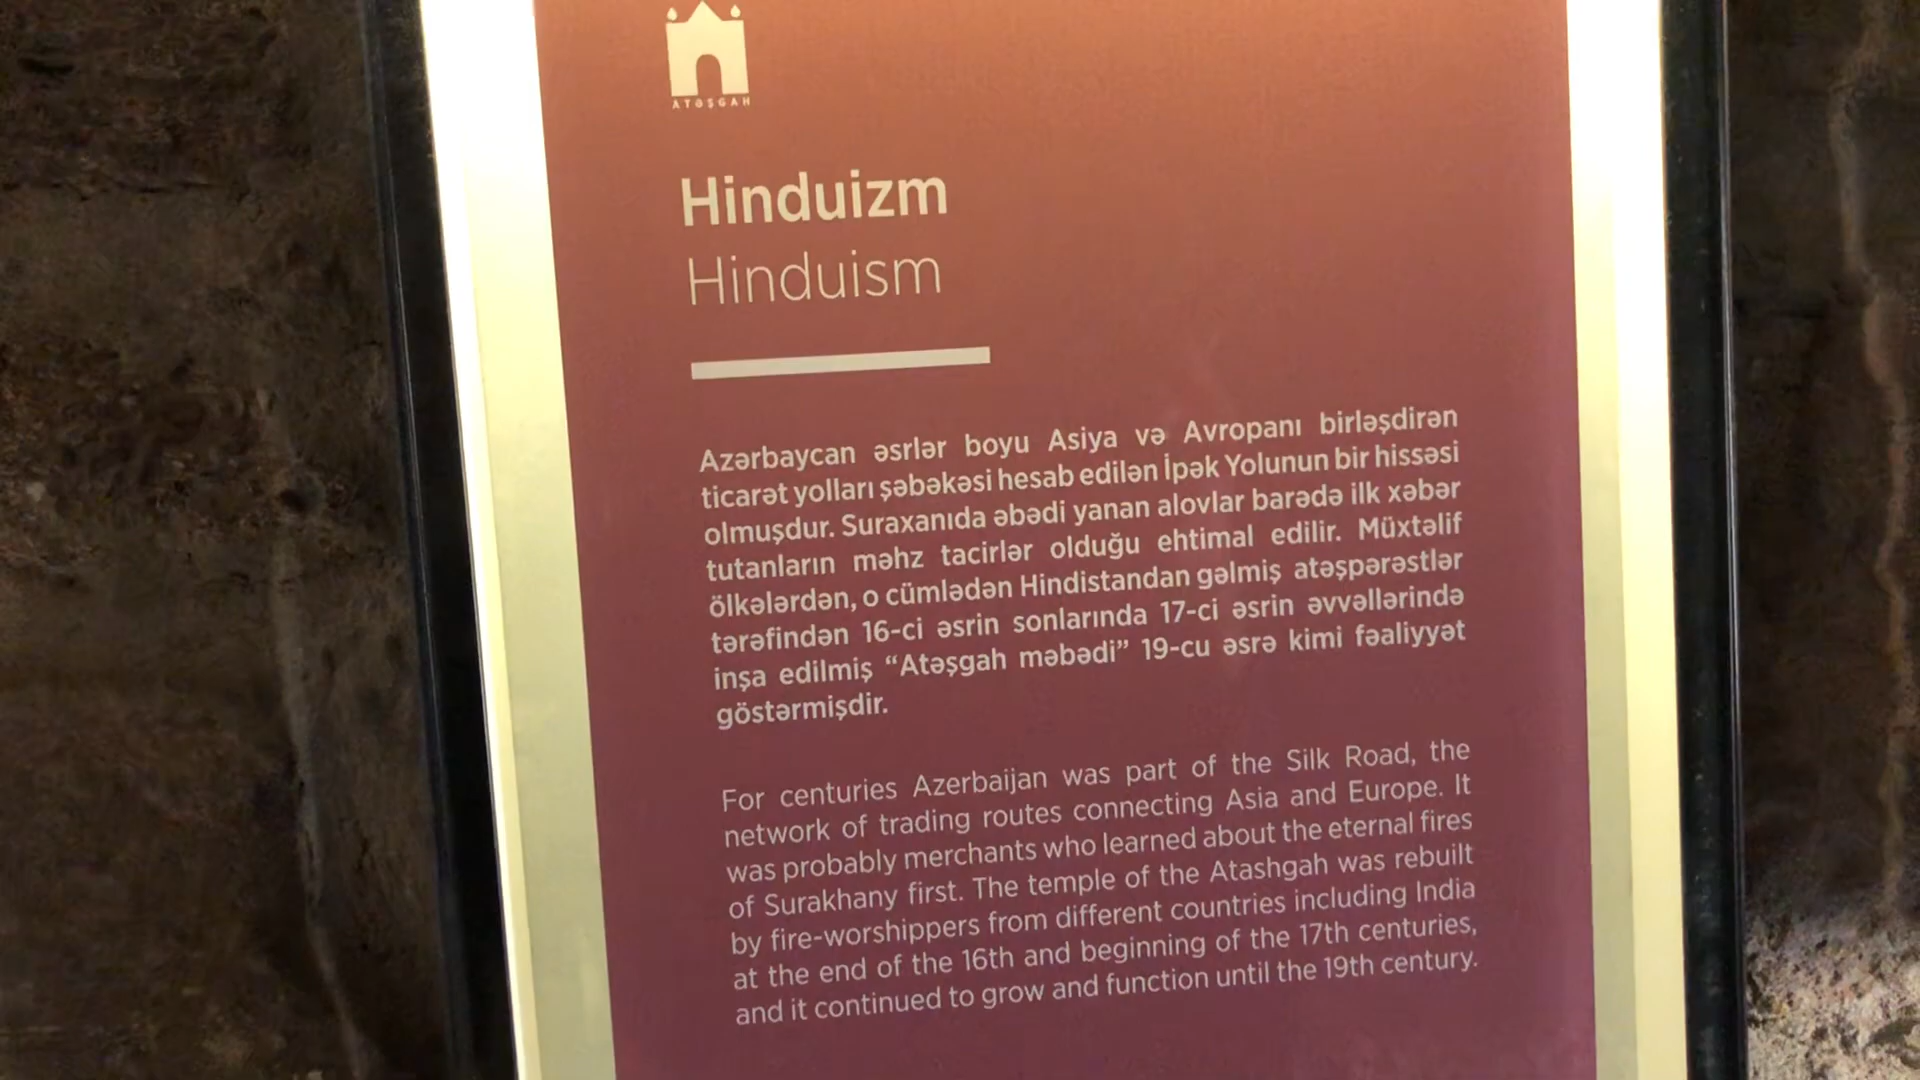 ATƏŞGAH
Hinduizm
Hinduism
Azərbaycan əsrlər boyu Asiya və Avropanı birləşdirən
ticarət yolları şəbəkəsi hesab edilən İpək Yolunun bir hissəsi
olmuşdur. Suraxanıda əbədi yanan alovlar barədə ilk xəbər
tutanların məhz tacirlər olduğu ehtimal edilir. Müxtəlif
ölkələrdən, o cümlədən Hindistandan gəlmiş atəşpərəstlər
tərəfindən 16-ci əsrin sonlarında 17-ci əsrin əvvəllərində
inşa edilmiş “Atəşgah məbədi” 19-cu əsrə kimi fəaliyyət
göstərmişdir.
For centuries Azerbaijan was part of the Silk Road, the
network of trading routes connecting Asia and Europe. It
was probably merchants who learned about the eternal fires
of Surakhany first. The temple of the Atashgah was rebuilt
by fire-worshippers from different countries including India
at the end of the 16th and beginning of the 17th centuries,
and it continued to grow and function until the 19th century.